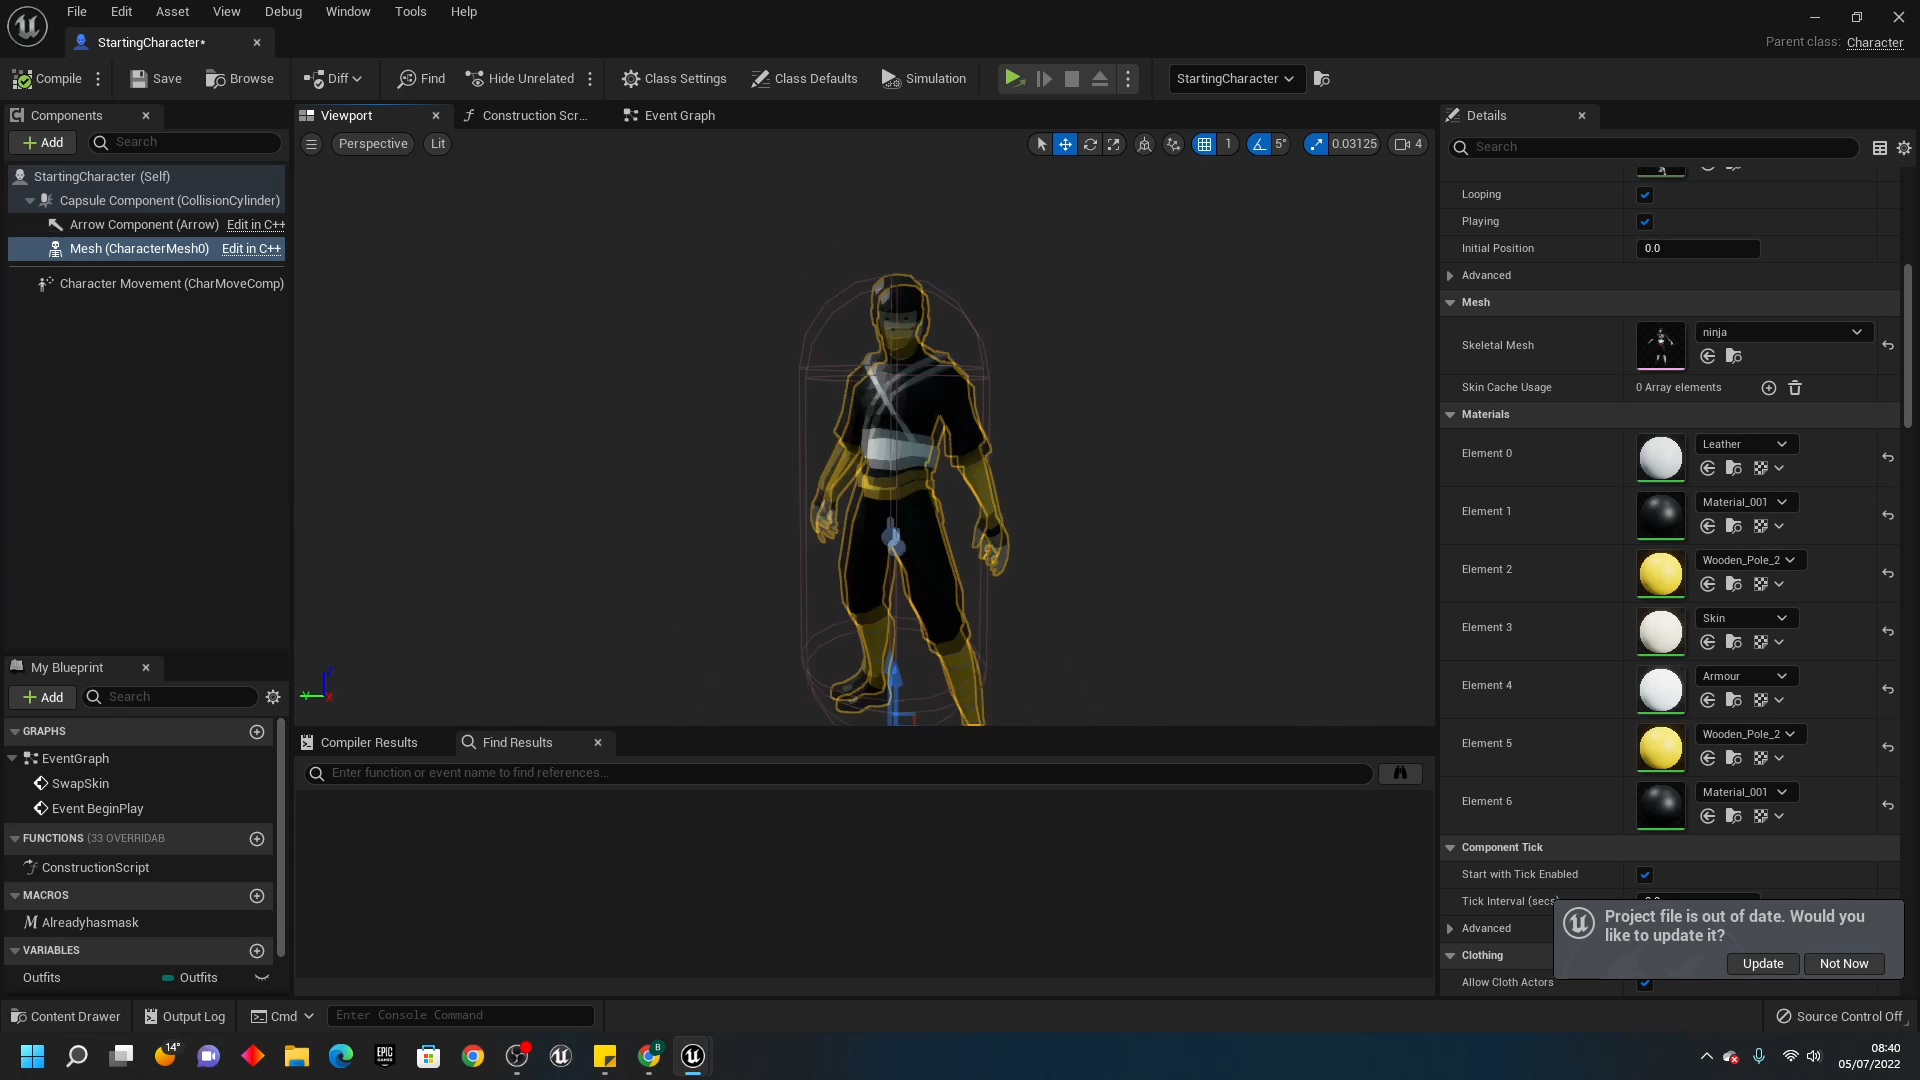 File Edit Asset View Debug Window Tools Help
StartingCharacter*
Parent class: Character
Compile Save Browse Diff Find Hide Unrelated Class Settings Class Defaults Simulation StartingCharacter
Components
Add Search
StartingCharacter (Self)
Capsule Component (CollisionCylinder)
Arrow Component (Arrow) Edit in C++
Mesh (CharacterMesh0) Edit in C++
Character Movement (CharMoveComp)
My Blueprint
Add Search
GRAPHS
EventGraph
SwapSkin
Event BeginPlay
FUNCTIONS (33 OVERRIDAB
ConstructionScript
MACROS
Alreadyhasmask
VARIABLES
Outfits Outfits
Viewport Construction Scr... Event Graph
Perspective Lit 1 5° 0.03125 4
Compiler Results Find Results
Enter function or event name to find references...
Details
Search
Looping
Playing
Initial Position 0.0
Advanced
Mesh
Skeletal Mesh ninja
Skin Cache Usage 0 Array elements
Materials
Element 0 Leather
Element 1 Material_001
Element 2 Wooden_Pole_2
Element 3 Skin
Element 4 Armour
Element 5 Wooden_Pole_2
Element 6 Material_001
Component Tick
Start with Tick Enabled
Tick Interval (secs)
Advanced
Clothing
Allow Cloth Actors
Project file is out of date. Would you
like to update it?
Update Not Now
Content Drawer Output Log Cmd Enter Console Command Source Control Off
14°
EPIC
GAMES
B
08:40
05/07/2022